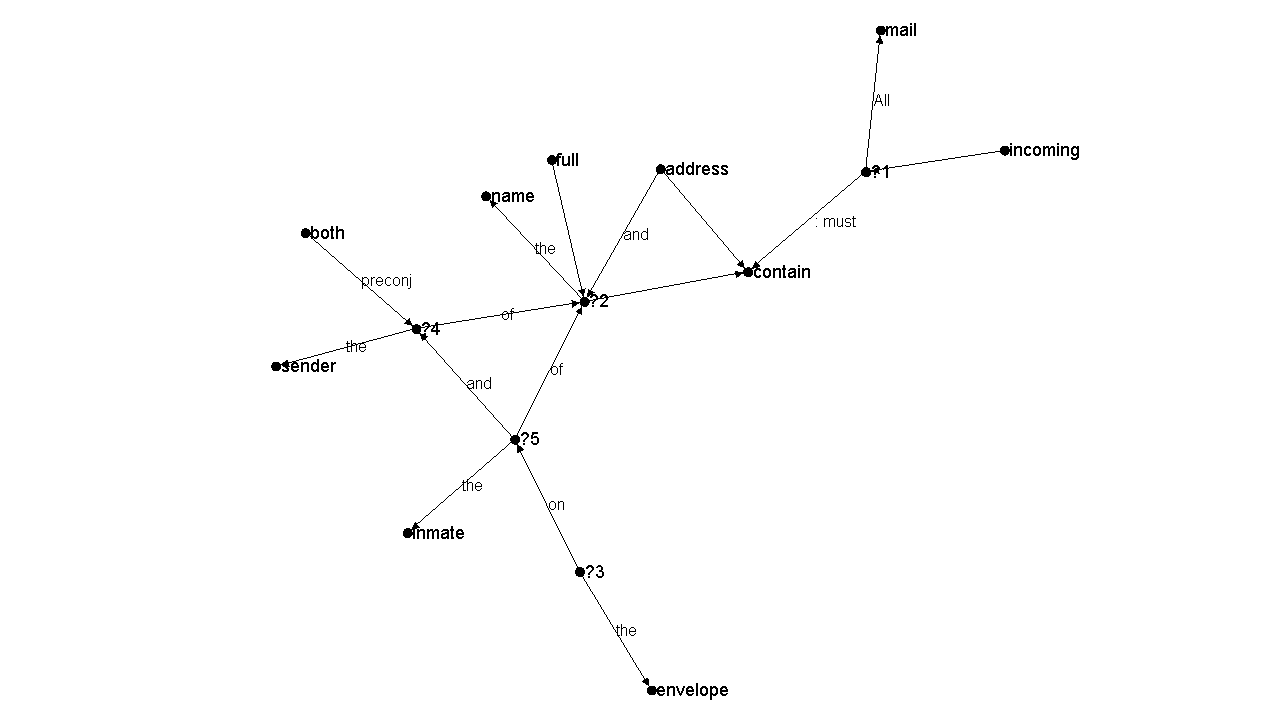 mail
All
incoming
?1
: must
full
address
name
and
the
contain
both
preconj
?2
of
?4
the
sender
and
of
?5
the
on
inmate
?3
the
envelope